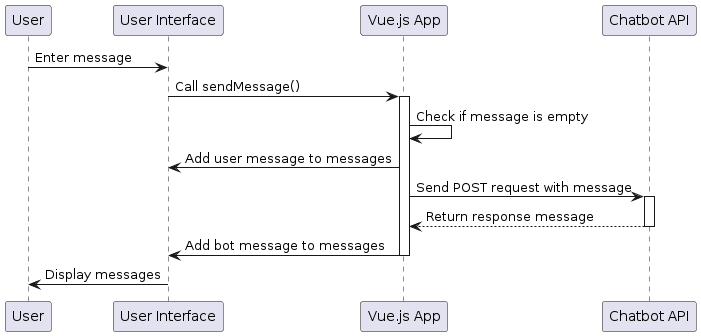 User
User Interface
Vue.js App
Chatbot API
Enter message
Call sendMessage()
Check if message is empty
Add user message to messages
Send POST request with message
Return response message
Add bot message to messages
Display messages
User
User Interface
Vue.js App
Chatbot API